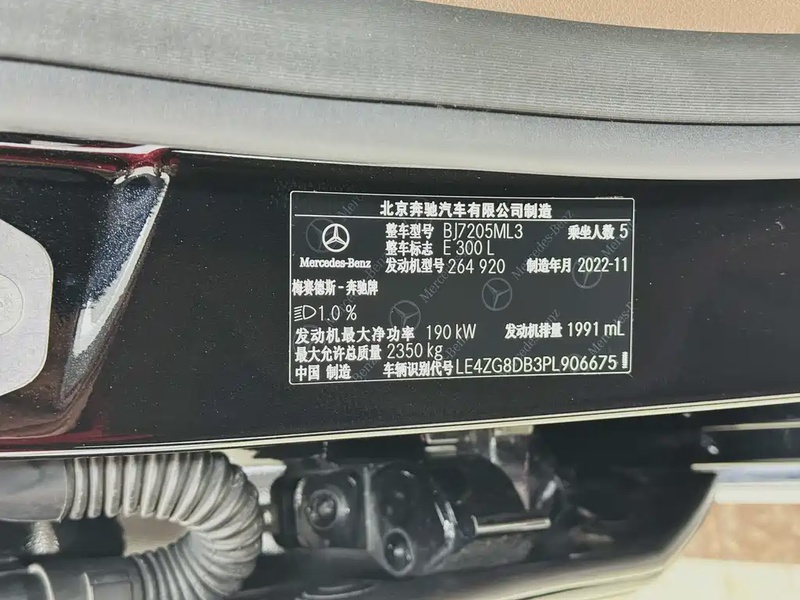 北京奔驰汽车有限公司制造
Mercedes-Benz
整车型号 BJ7205ML3 乘坐人数 5
整车标志 E 300 L
发动机型号 264 920 制造年月 2022-11
梅赛德斯-奔驰牌
1.0 %
发动机最大净功率 190 kW 发动机排量 1991 mL
最大允许总质量 2350 kg
中国 制造 车辆识别代号 LE4ZG8DB3PL906675